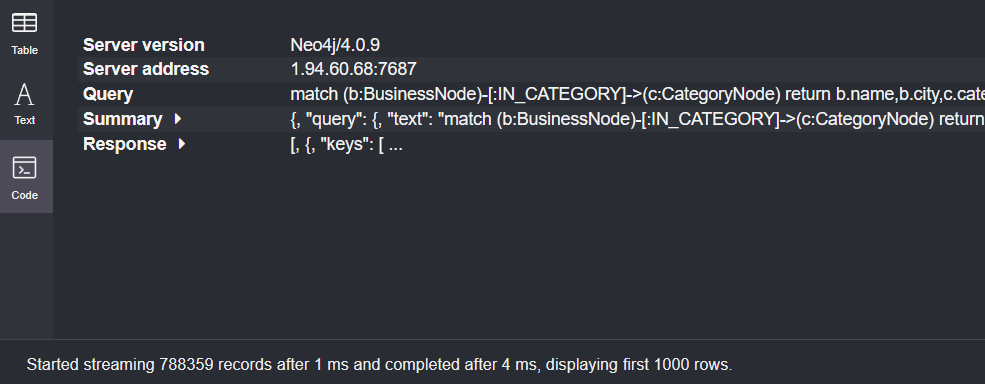 Table
Text
Code
Server version Neo4j/4.0.9
Server address 1.94.60.68:7687
Query match (b:BusinessNode)-[:IN_CATEGORY]->(c:CategoryNode) return b.name,b.city,c.cate
Summary {, "query": {, "text": "match (b:BusinessNode)-[:IN_CATEGORY]->(c:CategoryNode) return
Response [, {, "keys": [ ...
Started streaming 788359 records after 1 ms and completed after 4 ms, displaying first 1000 rows.